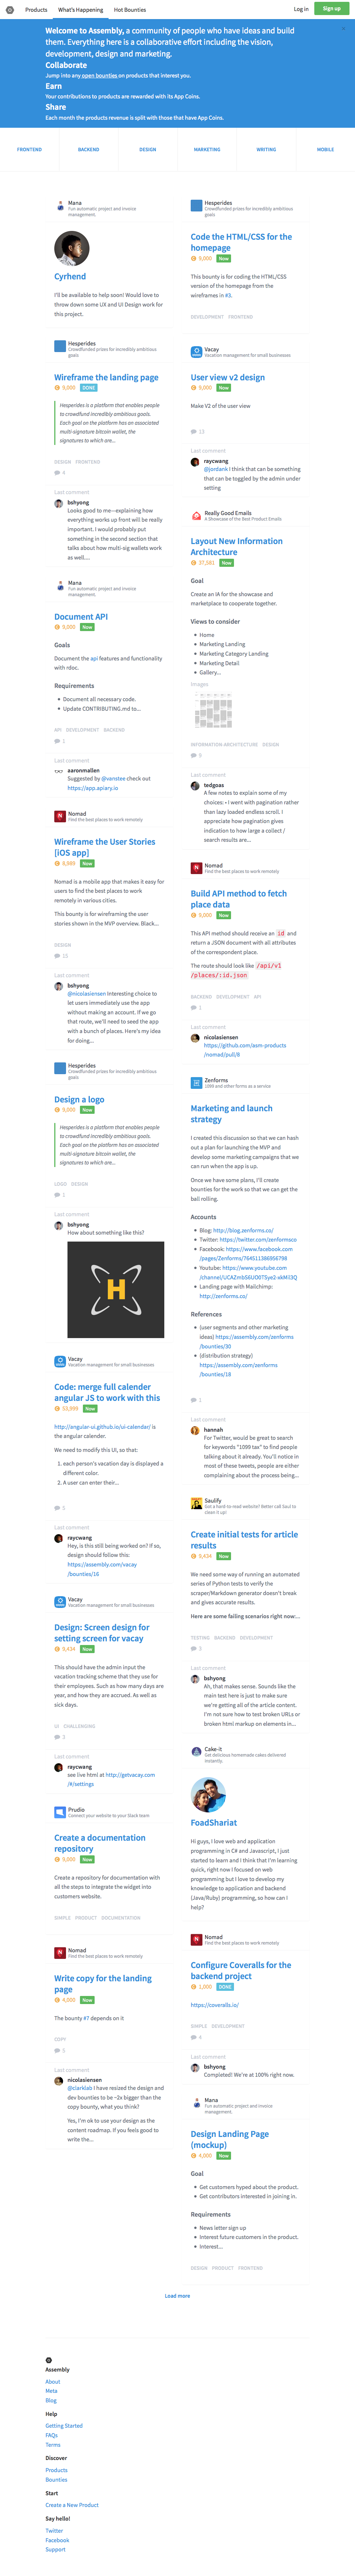 Products
What's Happening
Hot Bounties
Log in
Sign up
×
Welcome to Assembly, a community of people who have ideas and build
them. Everything here is a collaborative effort including the vision,
development, design, and marketing.
Collaborate
Jump into any open bounties on products that interest you.
Earn
Your contributions to products are rewarded with its App Coins.
Share
Each month the products revenue is split with those that have App Coins.
FRONTEND
BACKEND
DESIGN
MARKETING
WRITING
MOBILE
Mana
Fun automatic project and invoice
management.
Cyrhend
I'll be available to help soon! Would love to
throw down some UX and UI Design work for
this project.
Hesperides
Crowdfunded prizes for incredibly ambitious
goals
Wireframe the landing page
9,000 DONE
Hesperides is a platform that enables people
to crowdfund incredibly ambitious goals.
Each goal on the platform has an associated
multi-signature bitcoin wallet, the
signatures to which are...
DESIGN FRONTEND
4
Last comment
bshyong
Looks good to me—explaining how
everything works up front will be really
important. I would probably put
something in the second section that
talks about how multi-sig wallets work
as well....
Mana
Fun automatic project and invoice
management.
Document API
9,000 Now
Goals
Document the api features and functionality
with rdoc.
Requirements
Document all necessary code.
Update CONTRIBUTING.md to...
API DEVELOPMENT BACKEND
1
Last comment
aaronmallen
Suggested by @vanstee check out
https://app.apiary.io
Nomad
Find the best places to work remotely
Wireframe the User Stories
[iOS app]
8,989 Now
Nomad is a mobile app that makes it easy for
users to find the best places to work
remotely in various cities.
This bounty is for wireframing the user
stories shown in the MVP overview. Black...
DESIGN
Last comment
bshyong
@nicolasiensen Interesting choice to
let users immediately use the app
without making an account. If we go
that route, we'll need to seed the app
with a bunch of places. Here's my idea
for doing...
Hesperides
Crowdfunded prizes for incredibly ambitious
goals
Design a logo
9,000 Now
Hesperides is a platform that enables people
to crowdfund incredibly ambitious goals.
Each goal on the platform has an associated
multi-signature bitcoin wallet, the
signatures to which are...
LOGO DESIGN
1
Last comment
bshyong
How about something like this?
H
Vacay
Vacation management for small businesses
Code: merge full calender
angular JS to work with this
53,999 Now
http://angular-ui.github.io/ui-calendar/ is
the angular calender.
We need to modify this UI, so that:
1. each person's vacation day is displayed a
different color.
2. A user can enter their...
5
Last comment
raycwang
Hey, is this still being worked on? If so,
design should follow this:
https://assembly.com/vacay
/bounties/16
Vacay
Vacation management for small businesses
Design: Screen design for
setting screen for vacay
9,434 Now
This should have the admin input the
vacation tracking scheme that they use for
their employees. Such as how many days are
year, and how they are accrued. As well as
sick days.
UI CHALLENGING
3
Last comment
raycwang
see live html at http://getvacay.com
/#/settings
Prudio
Connect your website to your Slack team
Create a documentation
repository
9,000 Now
Create a repository for documentation with
all the steps to integrate the widget into
customers website.
SIMPLE PRODUCT DOCUMENTATION
Nomad
Find the best places to work remotely
Write copy for the landing
page
4,000 Now
The bounty #7 depends on it
COPY
5
Last comment
nicolasiensen
@clarklab I have resized the design and
dev bounties to be ~2x bigger than the
copy bounty, what you think?
Yes, I'm ok to use your design as the
content roadmap. If you feels good to
write the...
Hesperides
Crowdfunded prizes for incredibly ambitious
goals
Code the HTML/CSS for the
homepage
9,000 Now
This bounty is for coding the HTML/CSS
version of the homepage from the
wireframes in #3.
DEVELOPMENT FRONTEND
Vacay
Vacation management for small businesses
User view v2 design
9,000 Now
Make V2 of the user view
13
Last comment
raycwang
@jordank I think that can be something
that can be toggled by the admin under
setting
Really Good Emails
A Showcase of the Best Product Emails
Layout New Information
Architecture
37,581 Now
Goal
Create an IA for the showcase and
marketplace to cooperate together.
Views to consider
Home
Marketing Landing
Marketing Category Landing
Marketing Detail
Gallery...
Images
INFORMATION-ARCHITECTURE DESIGN
9
Last comment
tedgoas
A few notes to explain some of my
choices: • I went with pagination rather
than lazy loaded endless scroll. I
appreciate how pagination gives
indication to how large a collect /
search results are...
Nomad
Find the best places to work remotely
Build API method to fetch
place data
9,000 Now
This API method should receive an id and
return a JSON document with all attributes
of the correspondent place.
The route should look like /api/v1
/places/:id.json
BACKEND DEVELOPMENT API
1
Last comment
nicolasiensen
https://github.com/asm-products
/nomad/pull/8
Zenforms
1099 and other forms as a service
Marketing and launch
strategy
I created this discussion so that we can chart
out a plan for launching the MVP and
develop some marketing campaigns that we
can run when the app is up.
Once we have some plans, I'll create
bounties for the work so that we can get the
ball rolling.
Accounts
Blog: http://blog.zenforms.co/
Twitter: https://twitter.com/zenformsco
Facebook: https://www.facebook.com
/pages/Zenforms/764511386956798
Youtube: https://www.youtube.com
/channel/UCAZmbS6UO0TSye2-xkMl3Q
Landing page with Mailchimp:
http://zenforms.co/
References
(user segments and other marketing
ideas) https://assembly.com/zenforms
/bounties/30
(distribution strategy)
https://assembly.com/zenforms
/bounties/18
1
Last comment
hannah
For Twitter, would be great to search
for keywords "1099 tax" to find people
talking about it already. You'll notice in
most of these tweets, people are either
complaining about the process being...
Saulify
Got a hard-to-read website? Better call Saul to
clean it up!
Create initial tests for article
results
9,434 Now
We need some way of running an automated
series of Python tests to verify the
scraper/Markdown generator code doesn't
break and gives accurate results.
Here are some failing scenarios right now:...
TESTING BACKEND DEVELOPMENT
3
Last comment
bshyong
Ah, that makes sense. Sounds like the
main test here is just to make sure
we're getting all of the article content.
I'm not sure how to test broken URLs or
broken html markup on elements in...
Cake-it
Get delicious homemade cakes delivered
instantly.
FoadShariat
Hi guys, I love web and application
programming in C# and Javascript, I just
started to learn and I think that I'm learning
quick, right now I focused on web
programming but I love to develop my
knowledge to application and backend
(Java/Ruby) programming, so how can I
help?
Nomad
Find the best places to work remotely
Configure Coveralls for the
backend project
1,000 DONE
https://coveralls.io/
SIMPLE DEVELOPMENT
4
Last comment
bshyong
Completed! We're at 100% right now.
Mana
Fun automatic project and invoice
management.
Design Landing Page
(mockup)
4,000 Now
Goal
Get customers hyped about the product.
Get contributors interested in joining in.
Requirements
News letter sign up
Interest future customers in the product.
Interest...
DESIGN PRODUCT FRONTEND
Load more
Assembly
About
Meta
Blog
Help
Getting Started
FAQs
Terms
Discover
Products
Bounties
Start
Create a New Product
Say hello!
Twitter
Facebook
Support